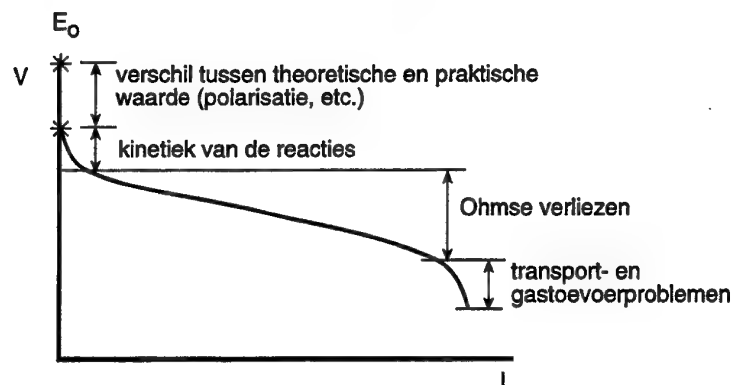 E₀
V
verschil tussen theoretische en praktische
waarde (polarisatie, etc.)
kinetiek van de reacties
Ohmse verliezen
transport- en
gastoevoerproblemen
I